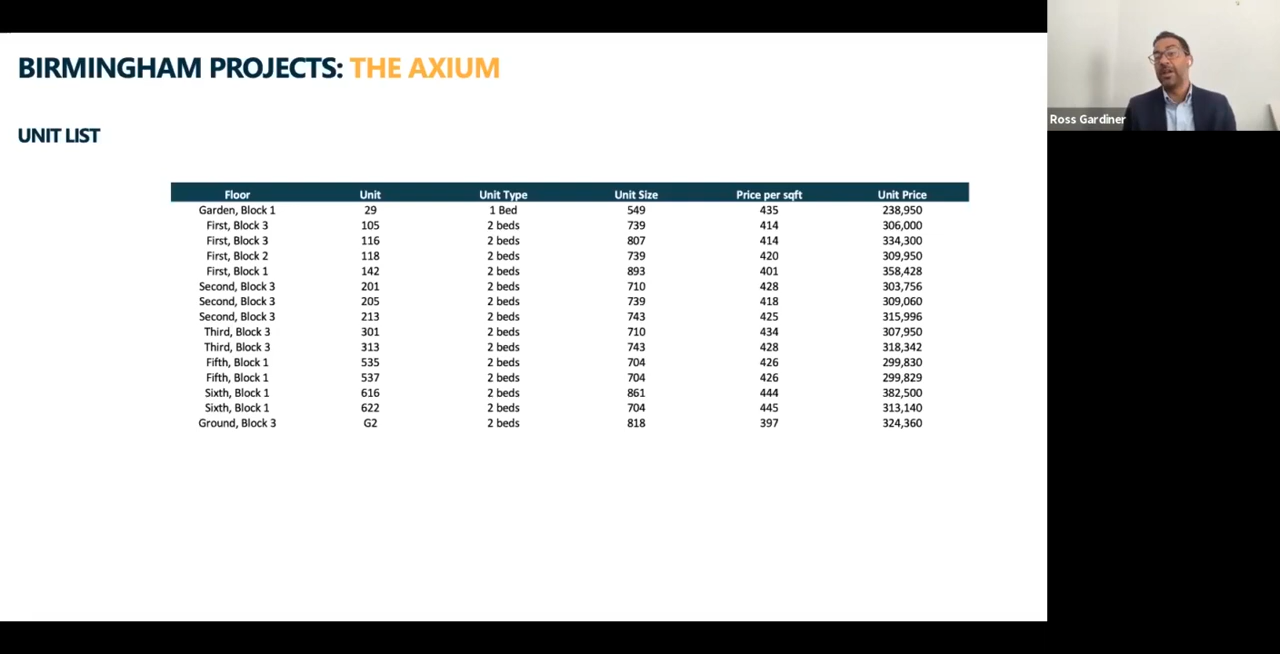 BIRMINGHAM PROJECTS: THE AXIUM
Ross Gardiner
UNIT LIST
Floor Unit Unit Type Unit Size Price per sqft Unit Price
Garden, Block 1 29 1 Bed 549 435 238,950
First, Block 3 105 2 beds 739 414 306,000
First, Block 3 116 2 beds 807 414 334,300
First, Block 2 118 2 beds 739 420 309,950
First, Block 1 142 2 beds 893 401 358,428
Second, Block 3 201 2 beds 710 428 303,756
Second, Block 3 205 2 beds 739 418 309,060
Second, Block 3 213 2 beds 743 425 315,996
Third, Block 3 301 2 beds 710 434 307,950
Third, Block 3 313 2 beds 743 428 318,342
Fifth, Block 1 535 2 beds 704 426 299,830
Fifth, Block 1 537 2 beds 704 426 299,829
Sixth, Block 1 616 2 beds 861 444 382,500
Sixth, Block 1 622 2 beds 704 445 313,140
Ground, Block 3 G2 2 beds 818 397 324,360